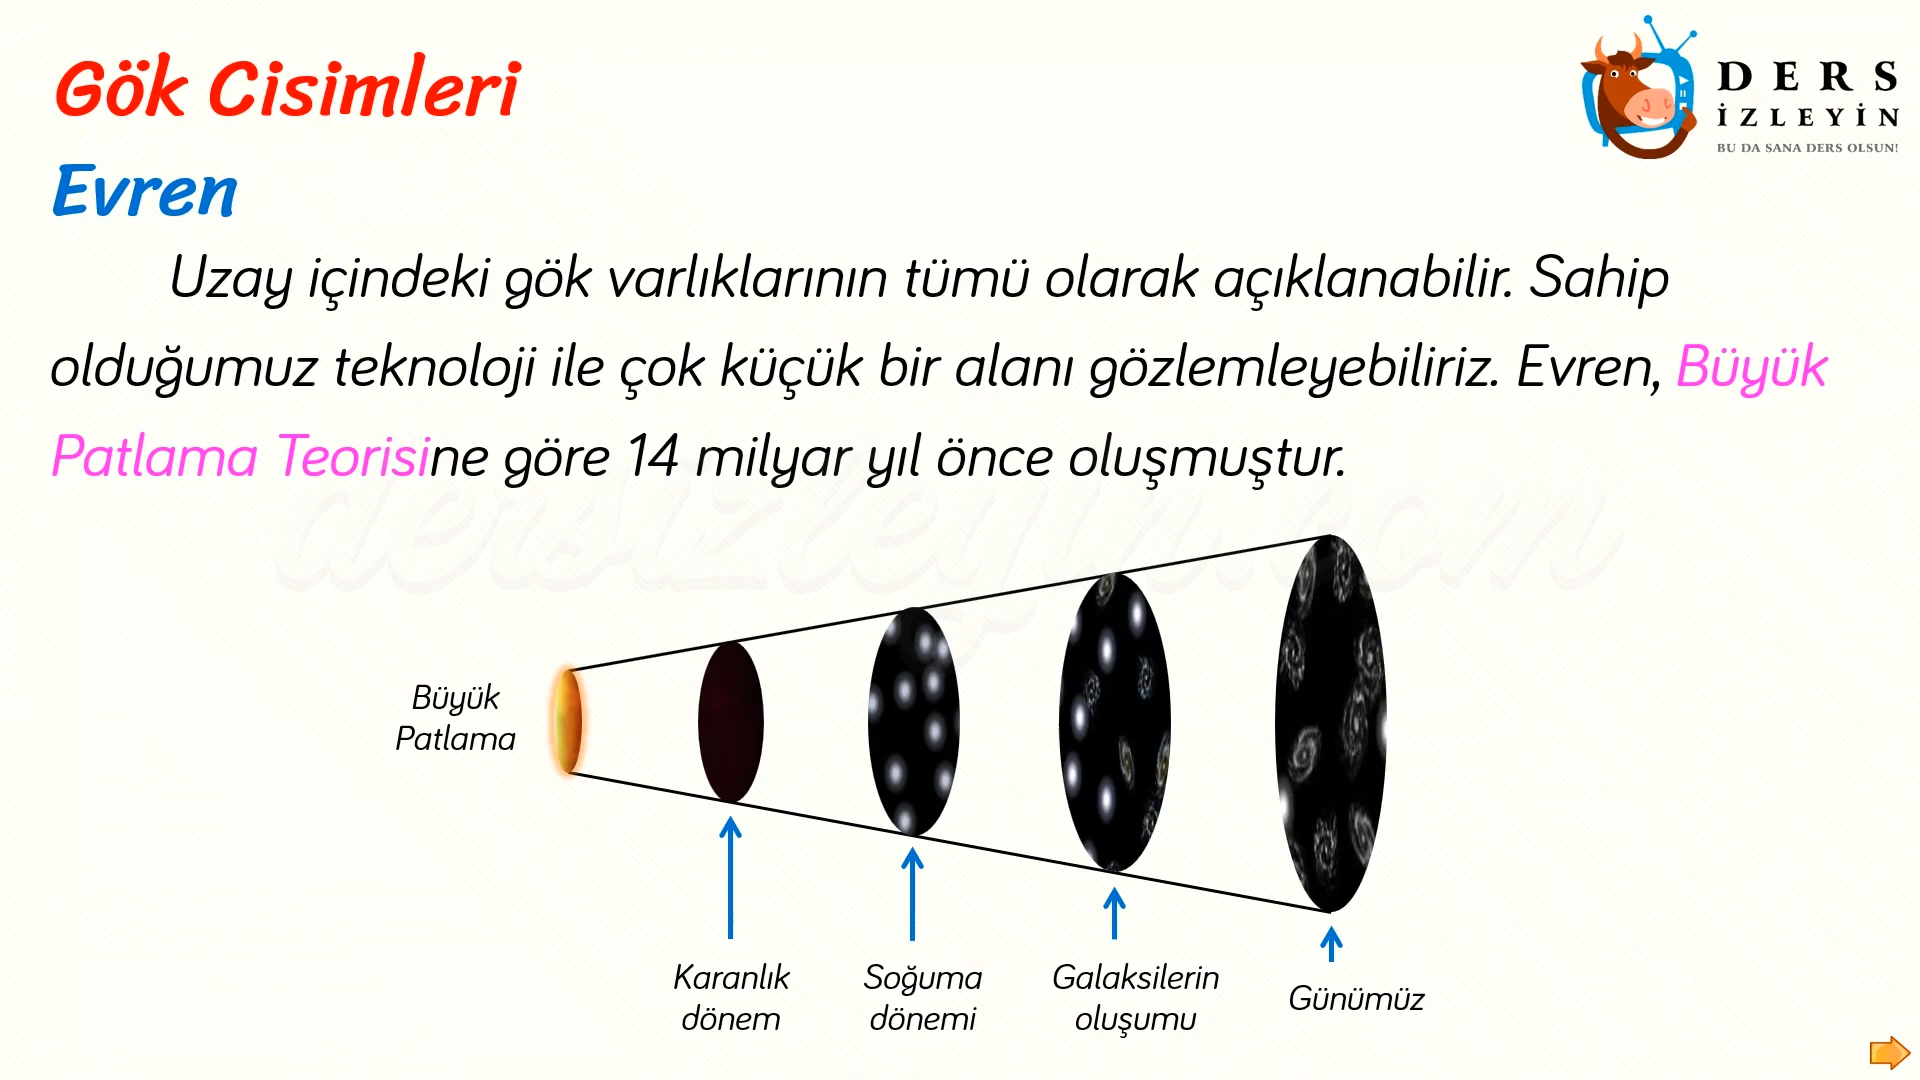 Gök Cisimleri
DERS
İZLEYİN
BU DA SANA DERS OLSUN!
Evren
Uzay içindeki gök varlıklarının tümü olarak açıklanabilir. Sahip
olduğumuz teknoloji ile çok küçük bir alanı gözlemleyebiliriz. Evren, Büyük
Patlama Teorisine göre 14 milyar yıl önce oluşmuştur.
dersizleyin.com
Büyük
Patlama
Karanlık
dönem
Soğuma
dönemi
Galaksilerin
oluşumu
Günümüz